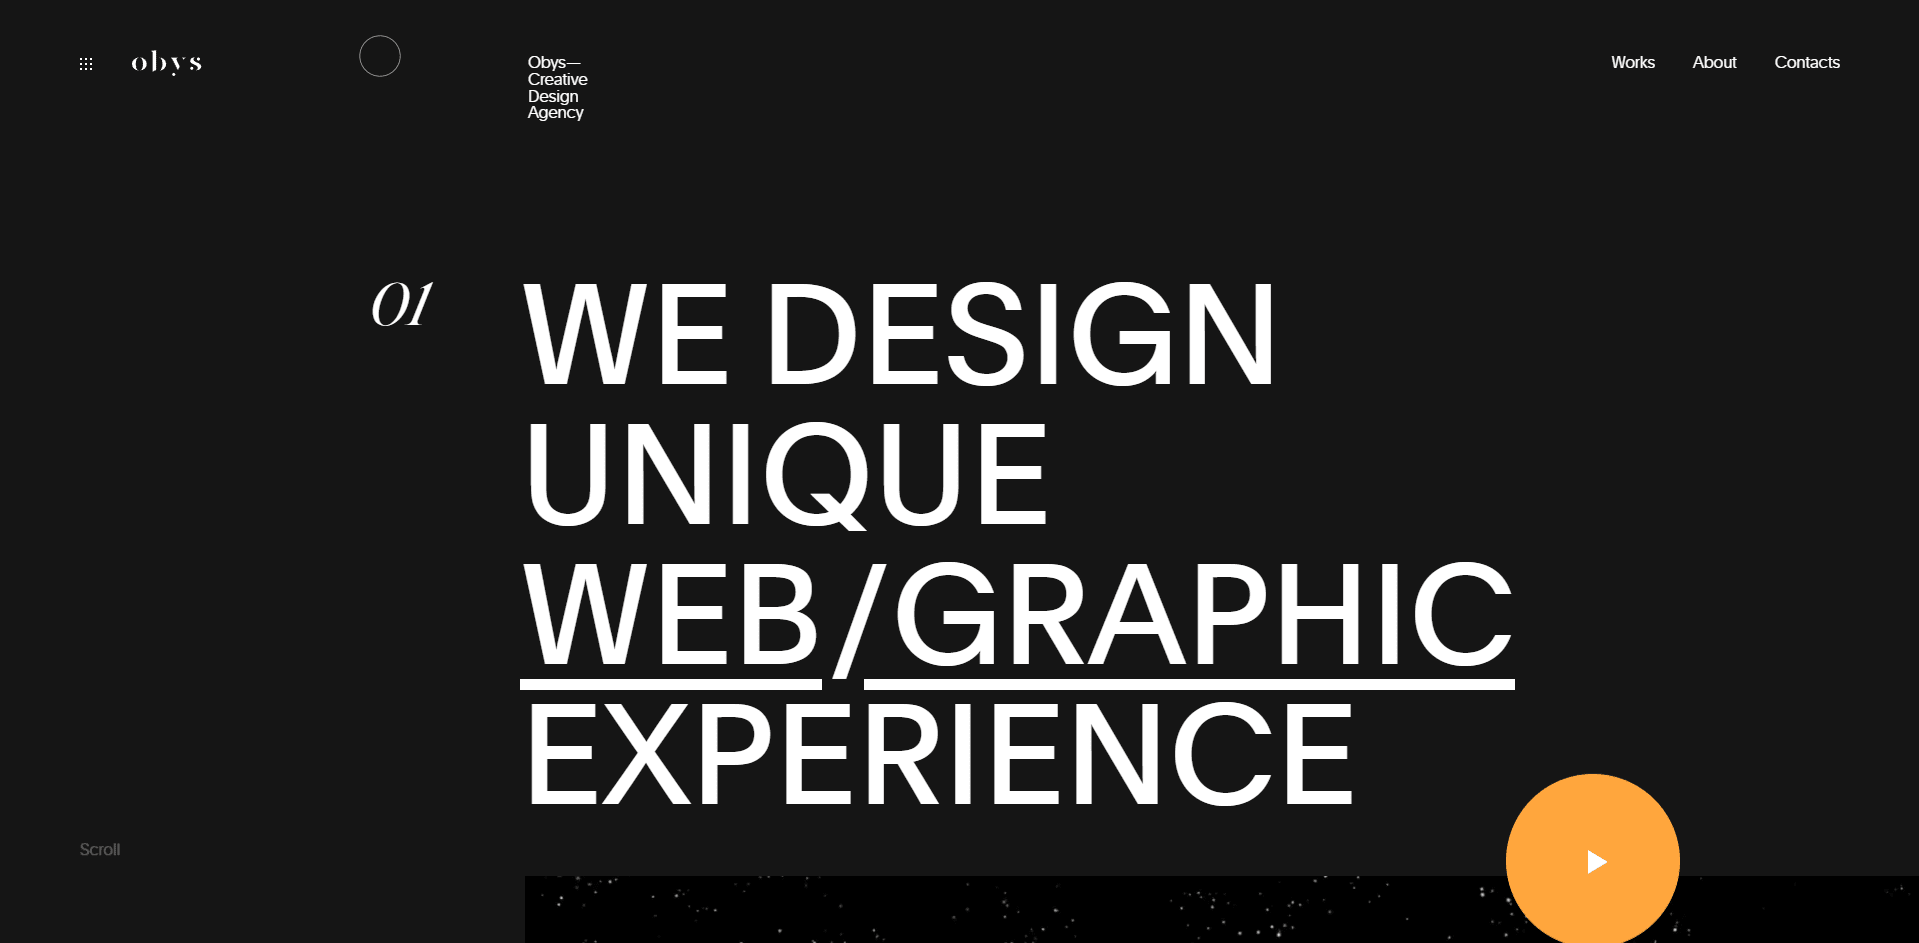 obys
Obys—
Creative
Design
Agency
Works
About
Contacts
01
WE DESIGN
UNIQUE
WEB/GRAPHIC
EXPERIENCE
Scroll